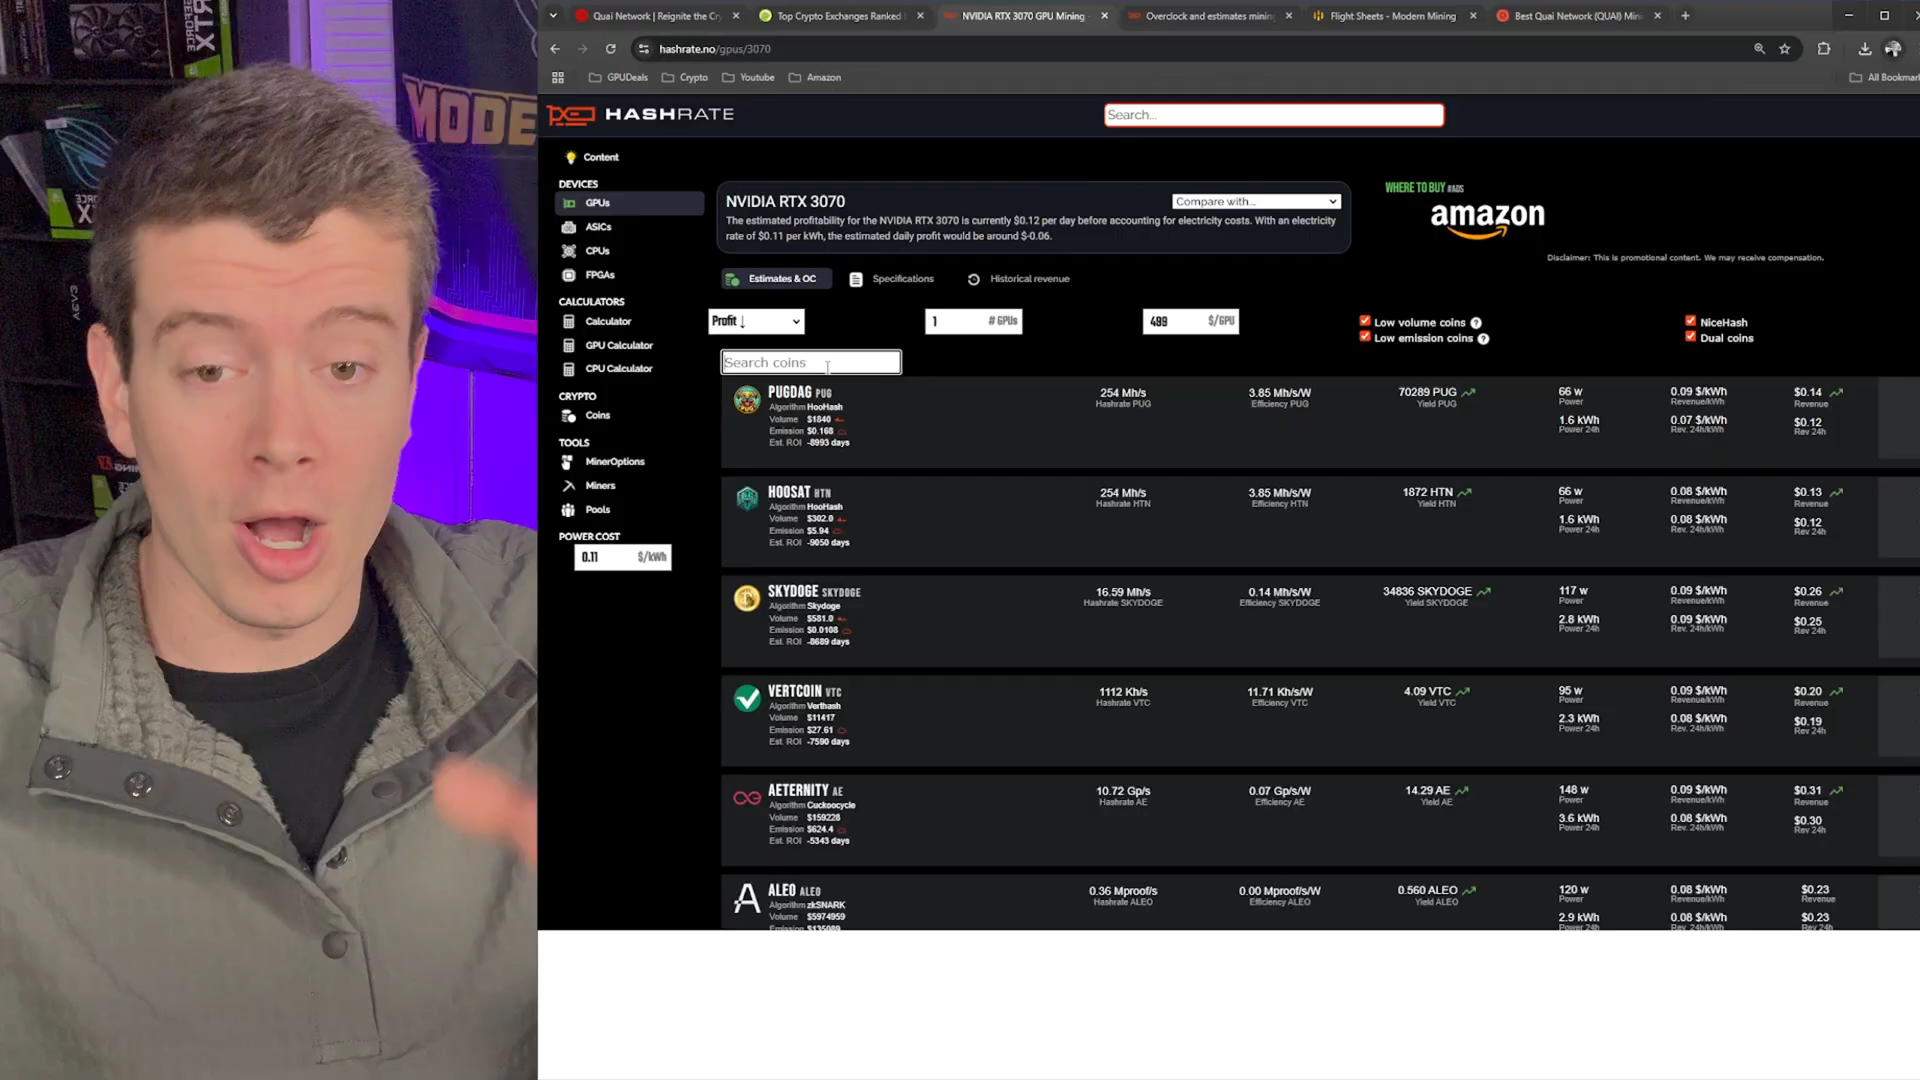 Quai Network | Reignite the Cr
Top Crypto Exchanges Ranked
NVIDIA RTX 3070 GPU Mining
Overclock and estimates mining
Flight Sheets - Modern Mining
Best Quai Network (QUAI) Mini
hashrate.no/gpus/3070
GPUDeals
Crypto
Youtube
Amazon
All Bookmar
HASHRATE
Search...
Content
DEVICES
GPUs
ASICs
CPUs
FPGAs
CALCULATORS
Calculator
GPU Calculator
CPU Calculator
CRYPTO
Coins
TOOLS
MinerOptions
Miners
Pools
POWER COST
0.11 $/kWh
NVIDIA RTX 3070
Compare with...
The estimated profitability for the NVIDIA RTX 3070 is currently $0.12 per day before accounting for electricity costs. With an electricity
rate of $0.11 per kWh, the estimated daily profit would be around $-0.06.
WHERE TO BUY #ADS
amazon
Disclaimer: This is promotional content. We may receive compensation.
Estimates & OC
Specifications
Historical revenue
Profit ↓
1 # GPUs
499 $/GPU
Low volume coins
Low emission coins
NiceHash
Dual coins
Search coins
PUGDAG PUG
Algorithm HooHash
Volume $1840
Emission $0.168
Est. ROI -8993 days
254 Mh/s
Hashrate PUG
3.85 Mh/s/W
Efficiency PUG
70289 PUG
Yield PUG
66 w
Power
1.6 kWh
Power 24h
0.09 $/kWh
Revenue/kWh
0.07 $/kWh
Rev. 24h/kWh
$0.14
Revenue
$0.12
Rev 24h
HOOSAT HTN
Algorithm HooHash
Volume $302.0
Emission $5.94
Est. ROI -9050 days
254 Mh/s
Hashrate HTN
3.85 Mh/s/W
Efficiency HTN
1872 HTN
Yield HTN
66 w
Power
1.6 kWh
Power 24h
0.08 $/kWh
Revenue/kWh
0.08 $/kWh
Rev. 24h/kWh
$0.13
Revenue
$0.12
Rev 24h
SKYDOGE SKYDOGE
Algorithm Skydoge
Volume $581.0
Emission $0.0108
Est. ROI -8689 days
16.59 Mh/s
Hashrate SKYDOGE
0.14 Mh/s/W
Efficiency SKYDOGE
34836 SKYDOGE
Yield SKYDOGE
117 w
Power
2.8 kWh
Power 24h
0.09 $/kWh
Revenue/kWh
0.09 $/kWh
Rev. 24h/kWh
$0.26
Revenue
$0.25
Rev 24h
VERTCOIN VTC
Algorithm Verthash
Volume $11417
Emission $27.61
Est. ROI -7590 days
1112 Kh/s
Hashrate VTC
11.71 Kh/s/W
Efficiency VTC
4.09 VTC
Yield VTC
95 w
Power
2.3 kWh
Power 24h
0.09 $/kWh
Revenue/kWh
0.08 $/kWh
Rev. 24h/kWh
$0.20
Revenue
$0.19
Rev 24h
AETERNITY AE
Algorithm Cuckoocycle
Volume $159228
Emission $624.4
Est. ROI -5343 days
10.72 Gp/s
Hashrate AE
0.07 Gp/s/W
Efficiency AE
14.29 AE
Yield AE
148 w
Power
3.6 kWh
Power 24h
0.09 $/kWh
Revenue/kWh
0.08 $/kWh
Rev. 24h/kWh
$0.31
Revenue
$0.30
Rev 24h
ALEO ALEO
Algorithm zkSNARK
Volume $5974959
Emission $135089
0.36 Mproof/s
Hashrate ALEO
0.00 Mproof/s/W
Efficiency ALEO
0.560 ALEO
Yield ALEO
120 w
Power
2.9 kWh
Power 24h
0.08 $/kWh
Revenue/kWh
0.08 $/kWh
Rev. 24h/kWh
$0.23
Revenue
$0.23
Rev 24h
MODE
RTX
EVGA